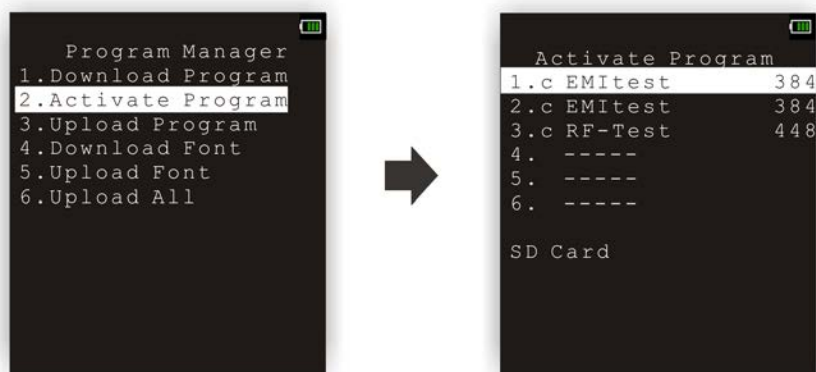 Program Manager
1.Download Program
2.Activate Program
3.Upload Program
4.Download Font
5.Upload Font
6.Upload All
Activate Program
1.c EMItest 384
2.c EMItest 384
3.c RF-Test 448
4. -----
5. -----
6. -----
SD Card